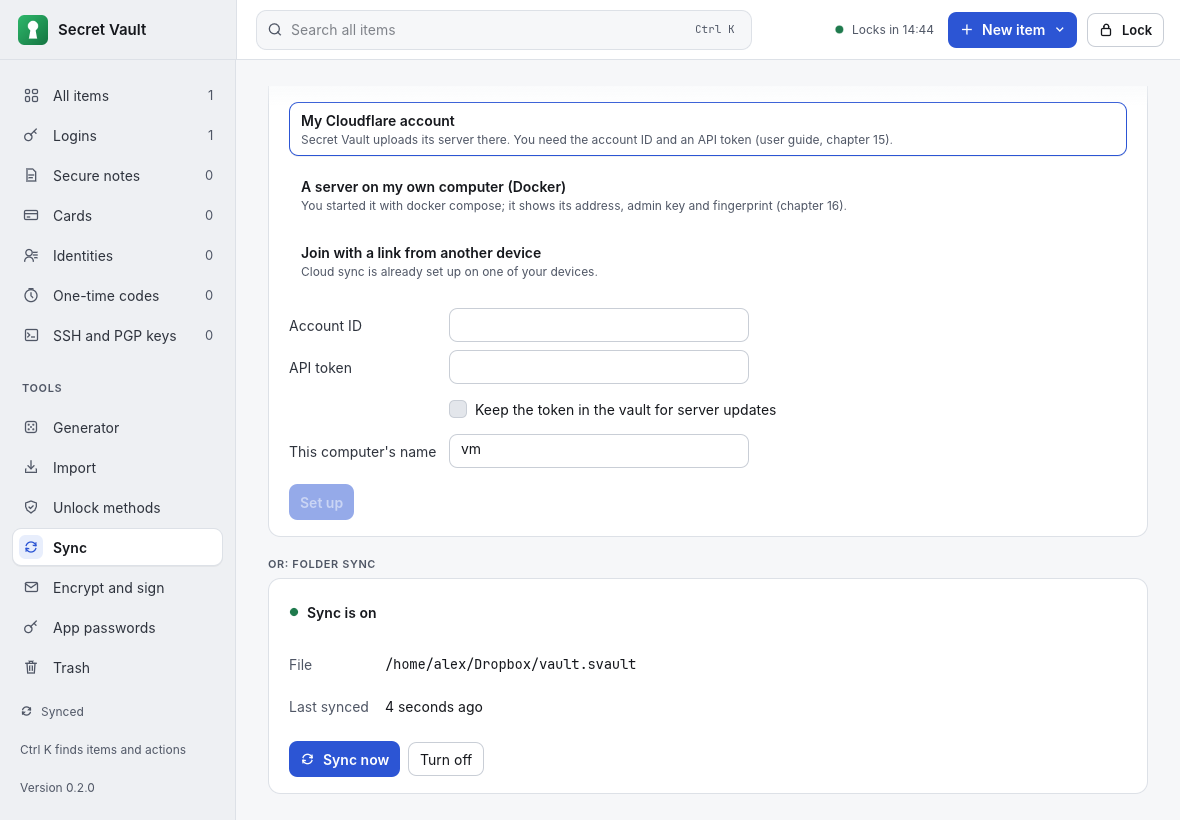 Secret Vault
Search all items
Ctrl K
Locks in 14:44
New item
Lock
All items 1
Logins 1
Secure notes 0
Cards 0
Identities 0
One-time codes 0
SSH and PGP keys 0
TOOLS
Generator
Import
Unlock methods
Sync
Encrypt and sign
App passwords
Trash
Synced
Ctrl K finds items and actions
Version 0.2.0
My Cloudflare account
Secret Vault uploads its server there. You need the account ID and an API token (user guide, chapter 15).
A server on my own computer (Docker)
You started it with docker compose; it shows its address, admin key and fingerprint (chapter 16).
Join with a link from another device
Cloud sync is already set up on one of your devices.
Account ID
API token
Keep the token in the vault for server updates
This computer's name vm
Set up
OR: FOLDER SYNC
Sync is on
File /home/alex/Dropbox/vault.svault
Last synced 4 seconds ago
Sync now
Turn off